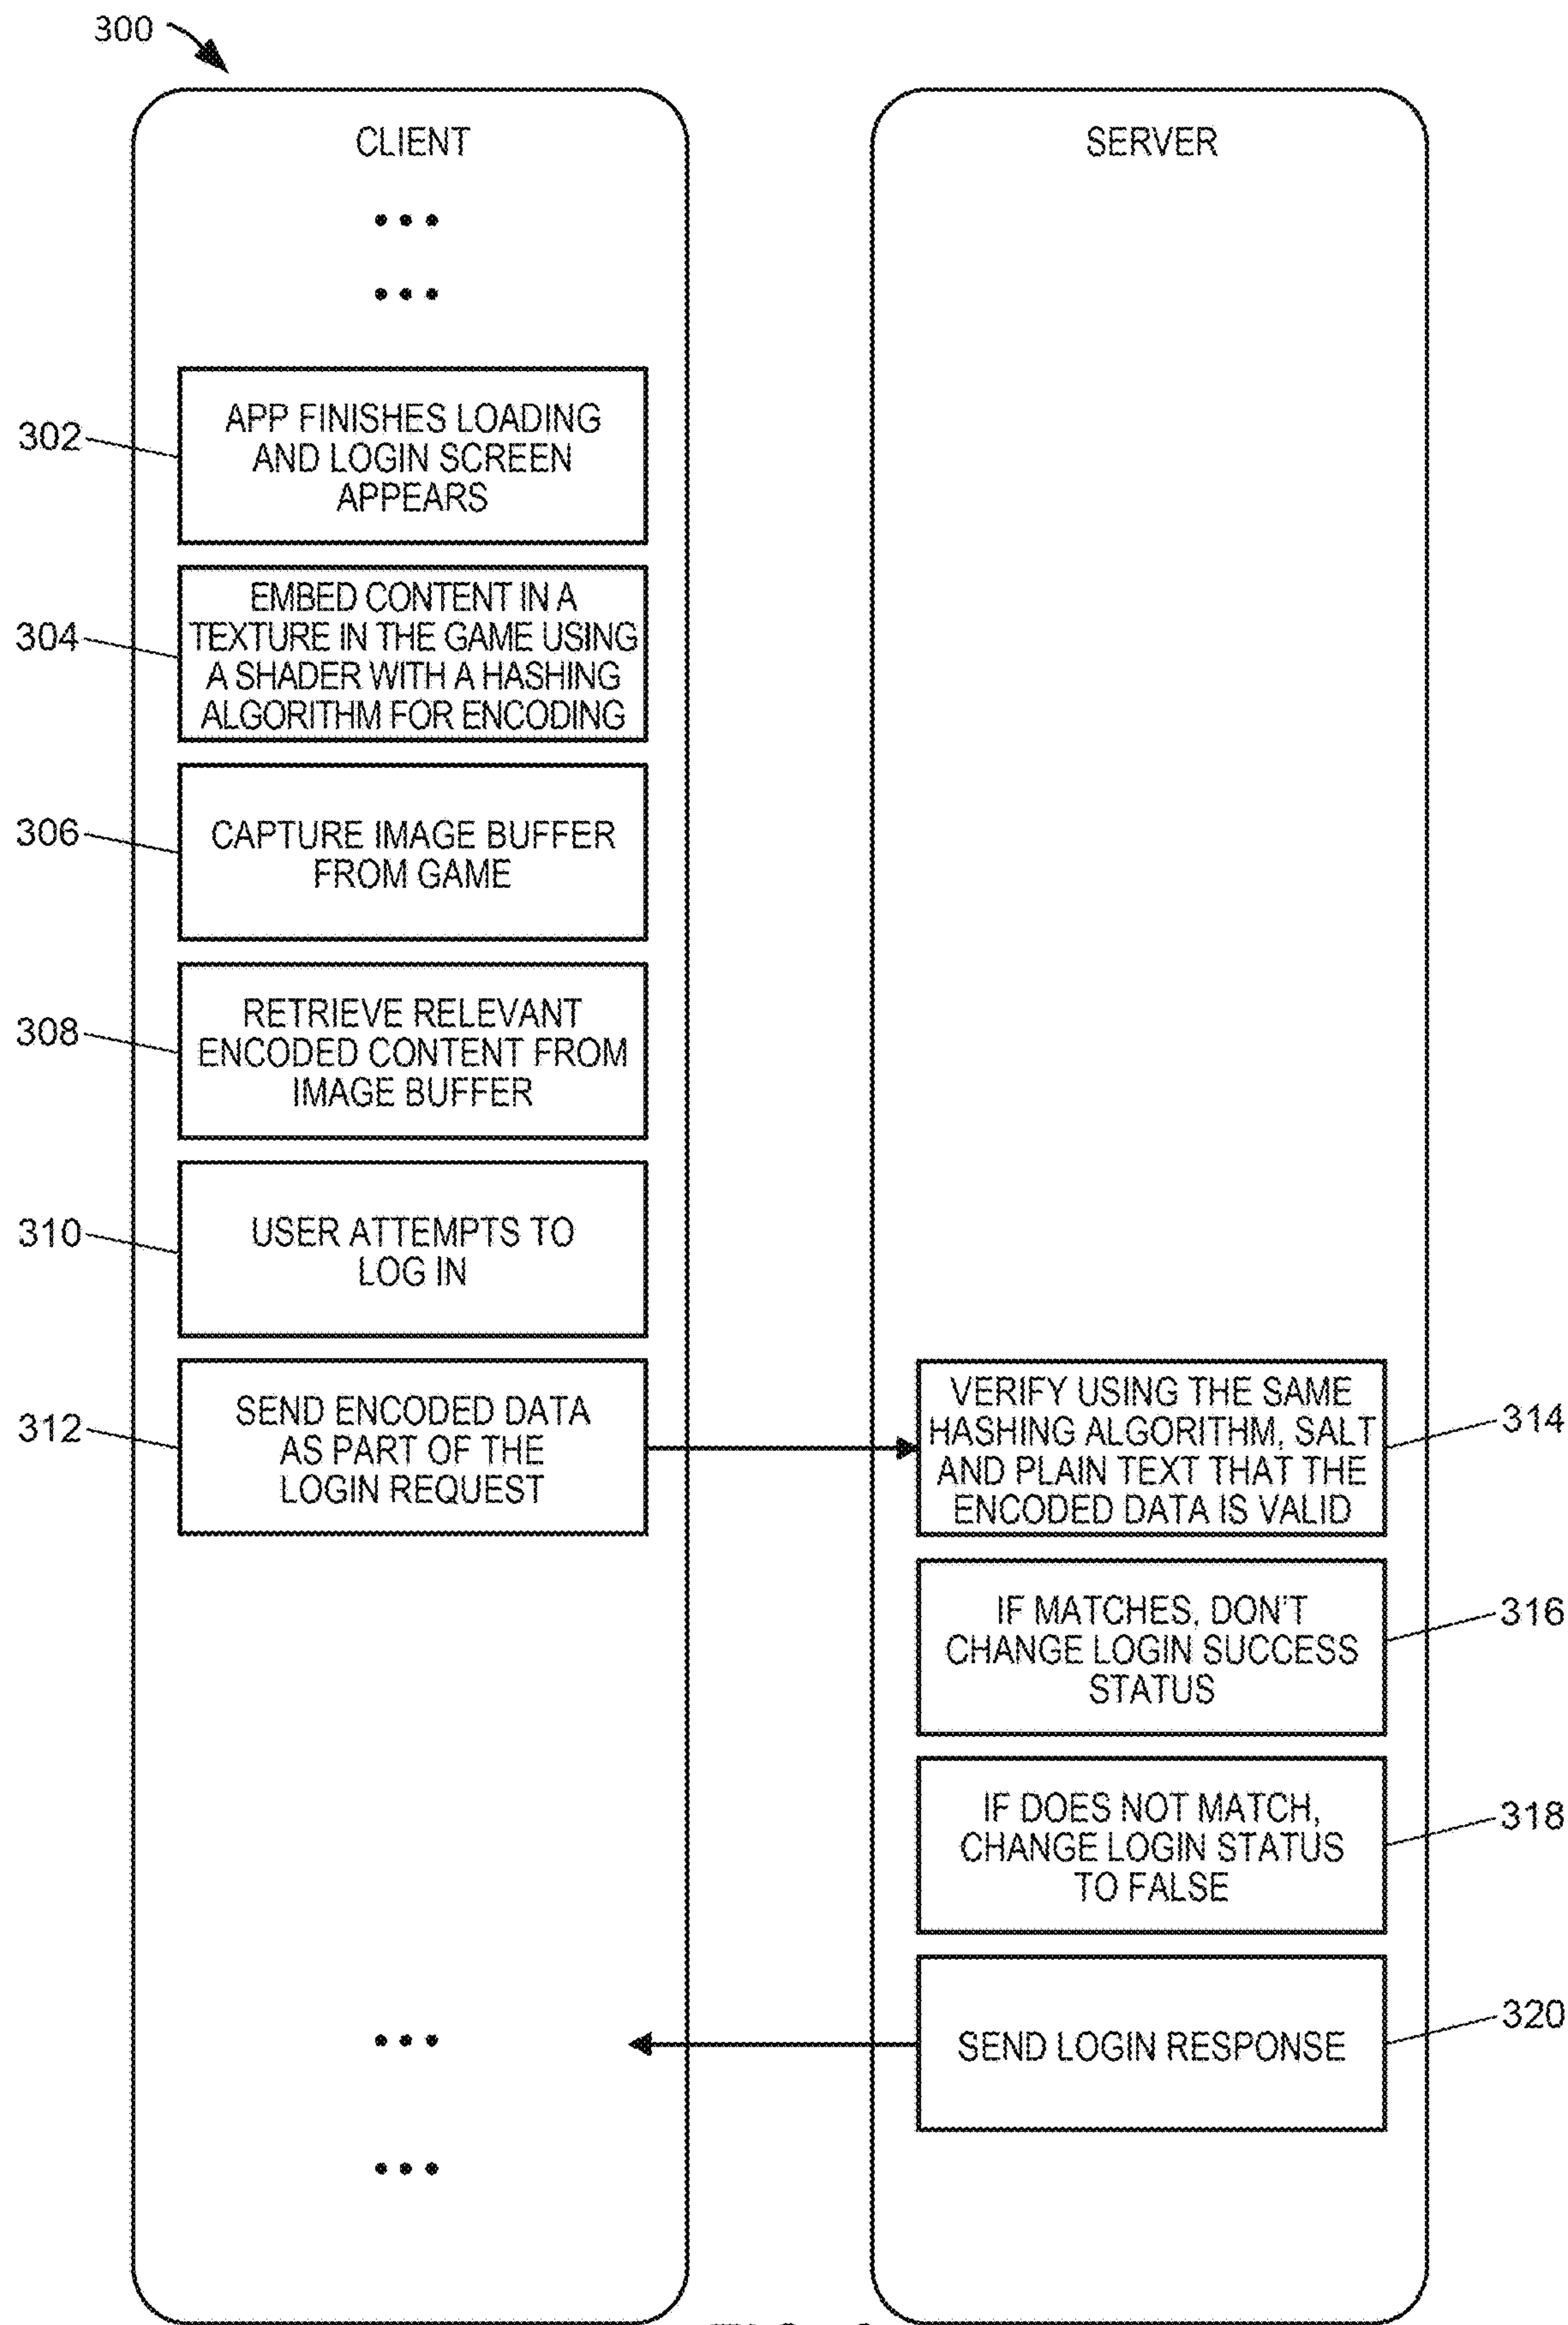 300
CLIENT
SERVER
302
APP FINISHES LOADING
AND LOGIN SCREEN
APPEARS
304
EMBED CONTENT IN A
TEXTURE IN THE GAME USING
A SHADER WITH A HASHING
ALGORITHM FOR ENCODING
306
CAPTURE IMAGE BUFFER
FROM GAME
308
RETRIEVE RELEVANT
ENCODED CONTENT FROM
IMAGE BUFFER
310
USER ATTEMPTS TO
LOG IN
312
SEND ENCODED DATA
AS PART OF THE
LOGIN REQUEST
VERIFY USING THE SAME
HASHING ALGORITHM, SALT
AND PLAIN TEXT THAT THE
ENCODED DATA IS VALID
314
IF MATCHES, DON'T
CHANGE LOGIN SUCCESS
STATUS
316
IF DOES NOT MATCH,
CHANGE LOGIN STATUS
TO FALSE
318
SEND LOGIN RESPONSE
320